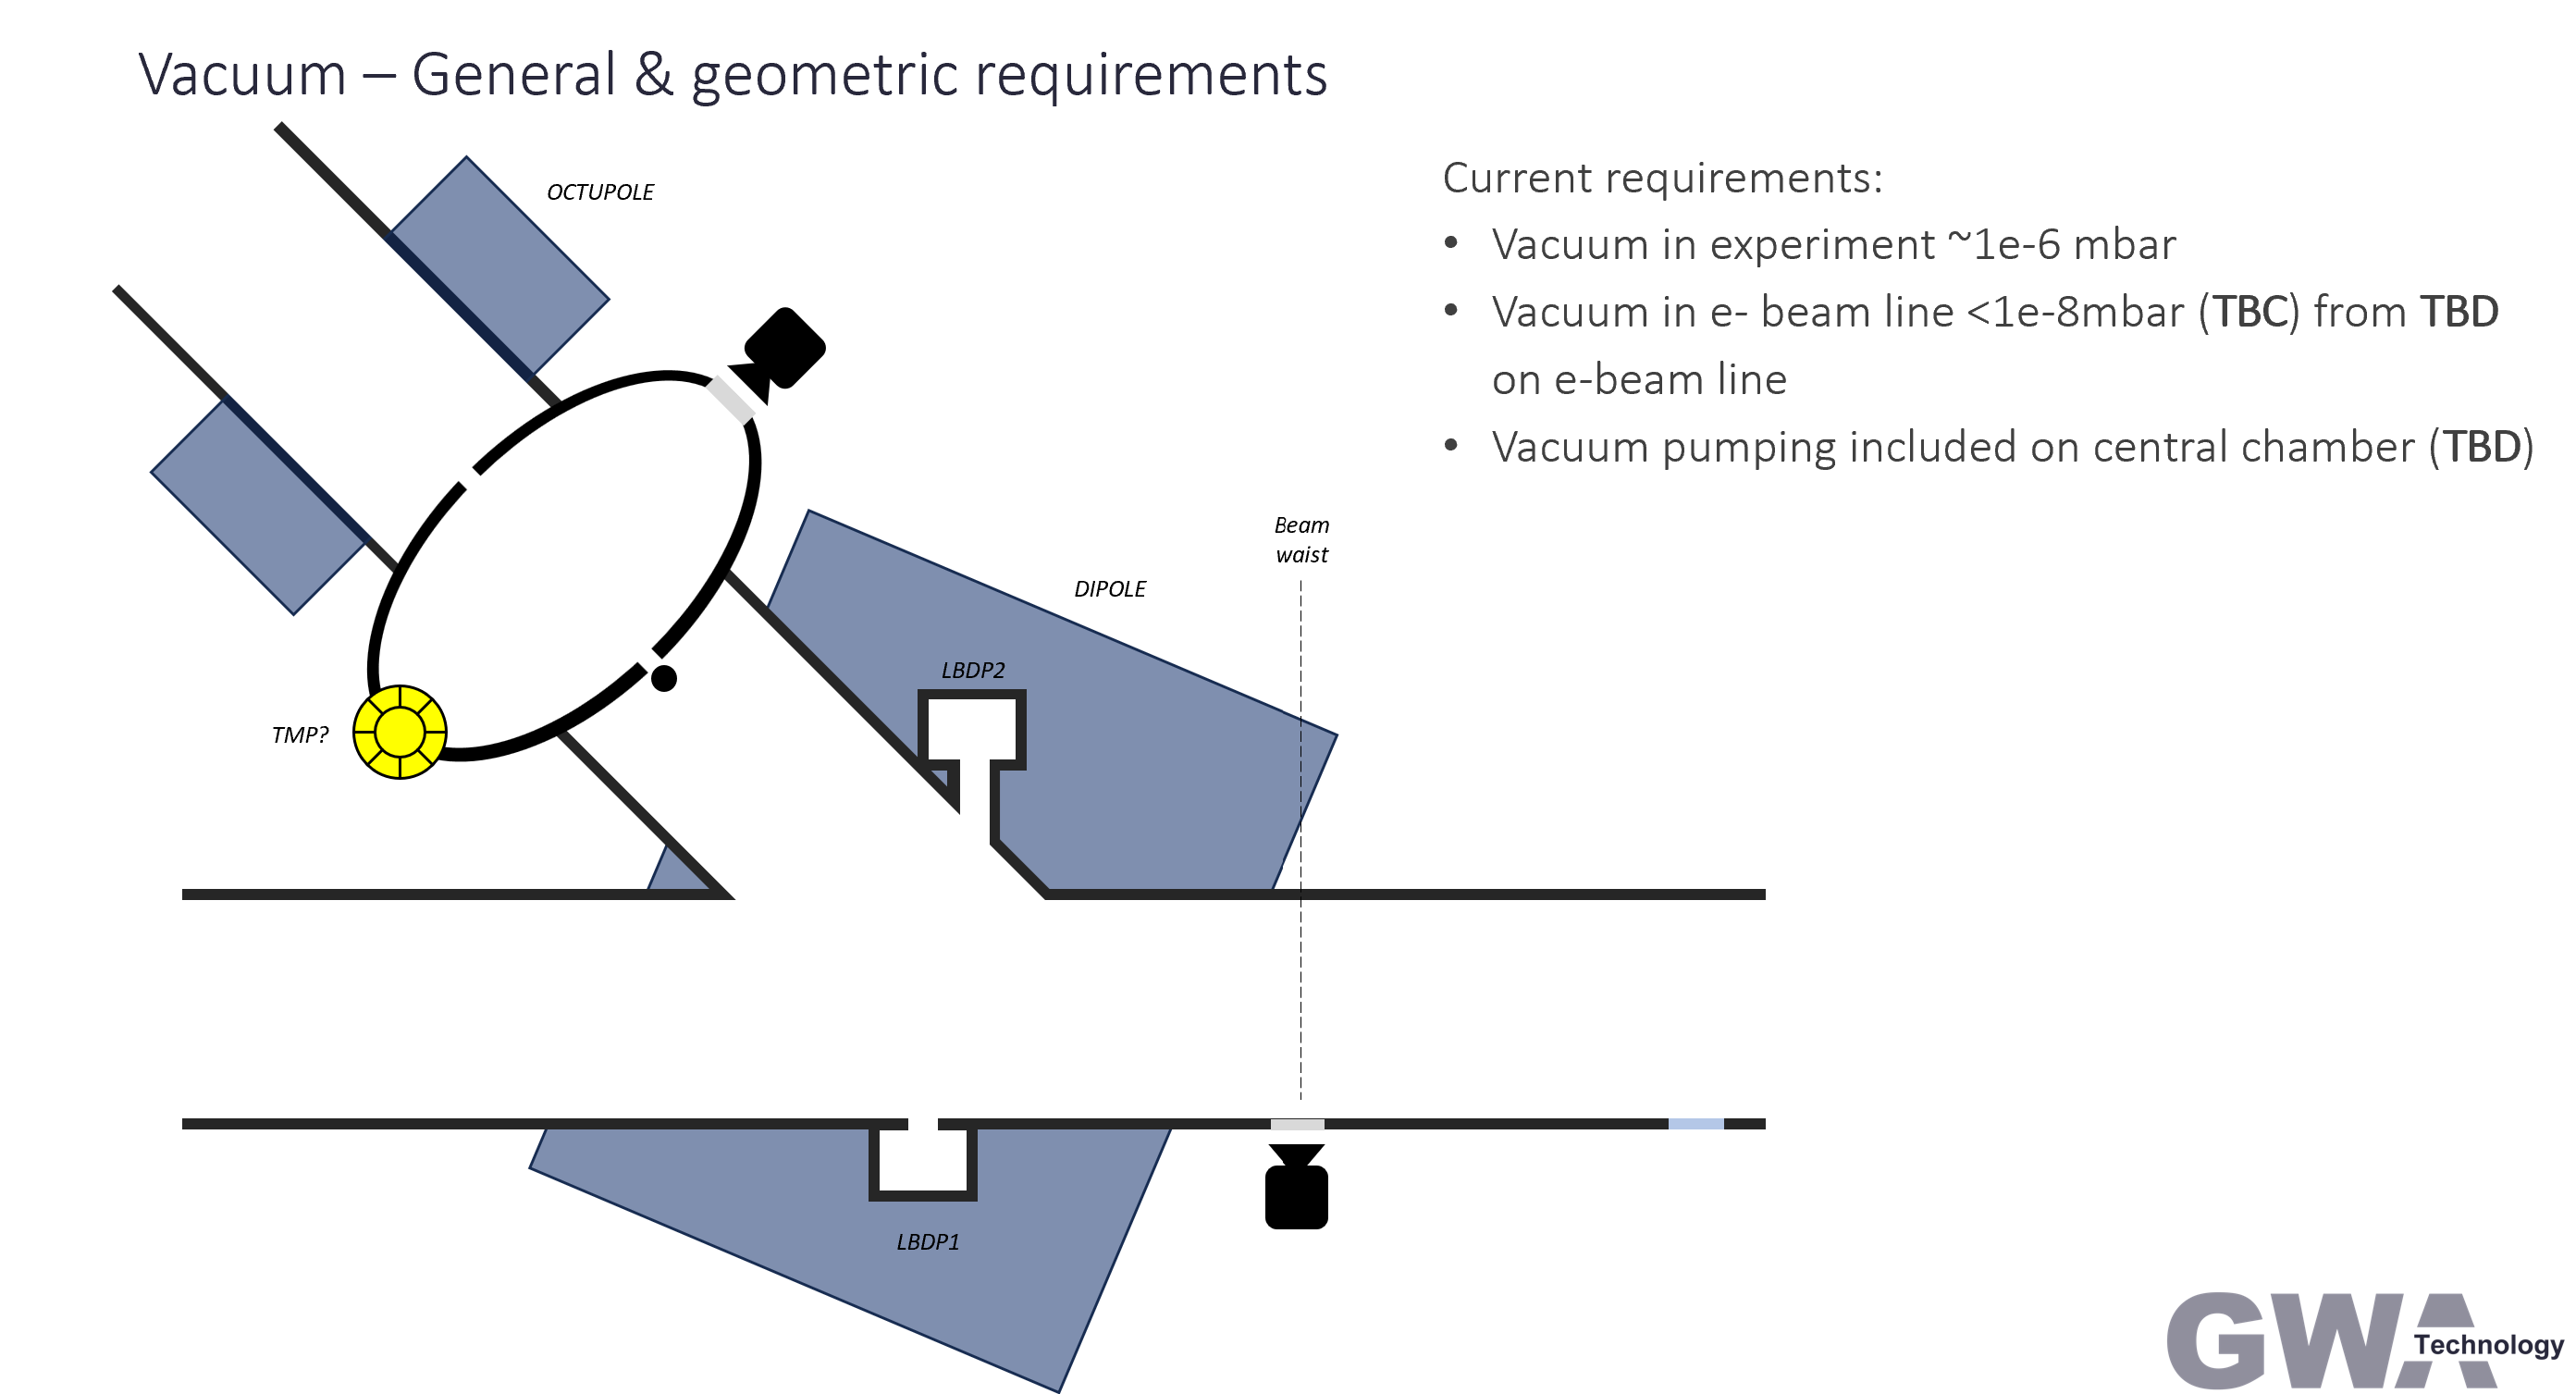 Vacuum – General & geometric requirements
OCTUPOLE
Current requirements:
• Vacuum in experiment ~1e-6 mbar
• Vacuum in e- beam line <1e-8mbar (TBC) from TBD
on e-beam line
• Vacuum pumping included on central chamber (TBD)
Beam
waist
DIPOLE
LBDP2
TMP?
LBDP1
GWA
Technology